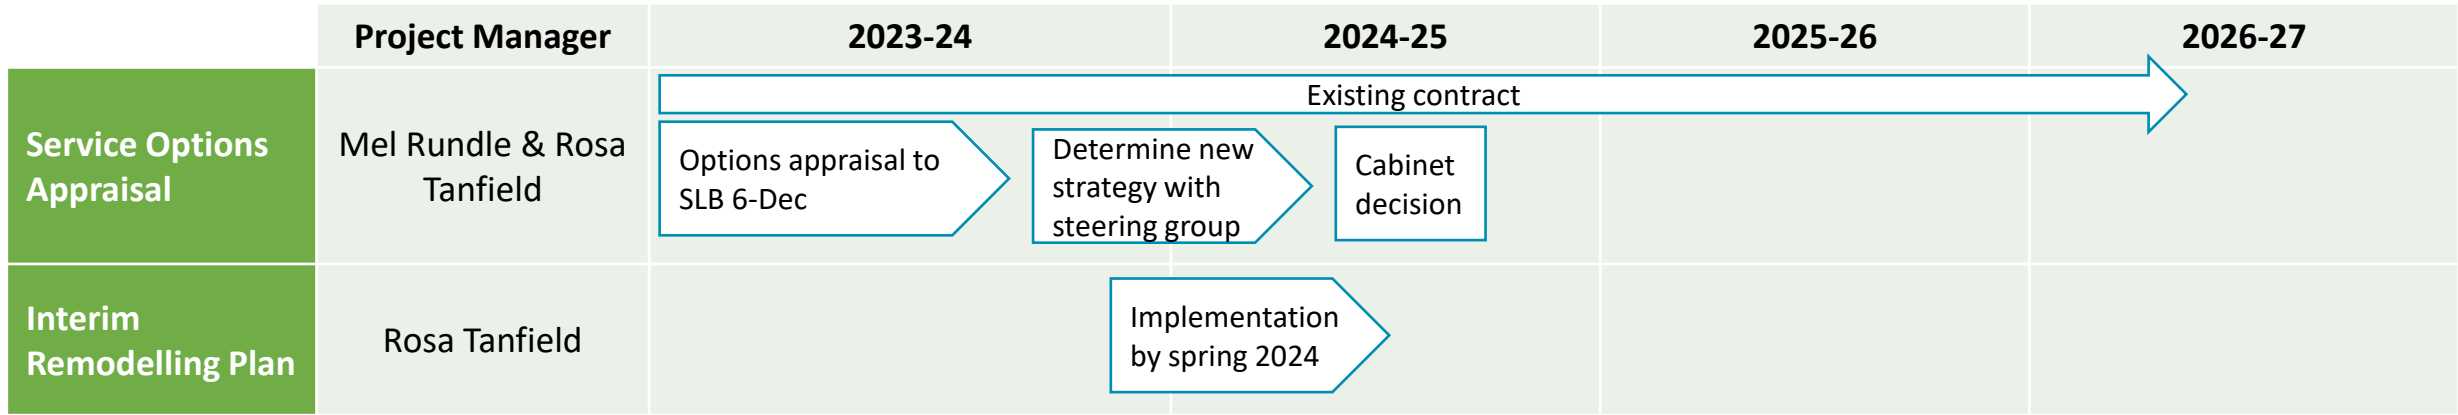 Project Manager
2023-24
2024-25
2025-26
2026-27
Service Options
Appraisal
Mel Rundle & Rosa
Tanfield
Existing contract
Options appraisal to
SLB 6-Dec
Determine new
strategy with
steering group
Cabinet
decision
Interim
Remodelling Plan
Rosa Tanfield
Implementation
by spring 2024